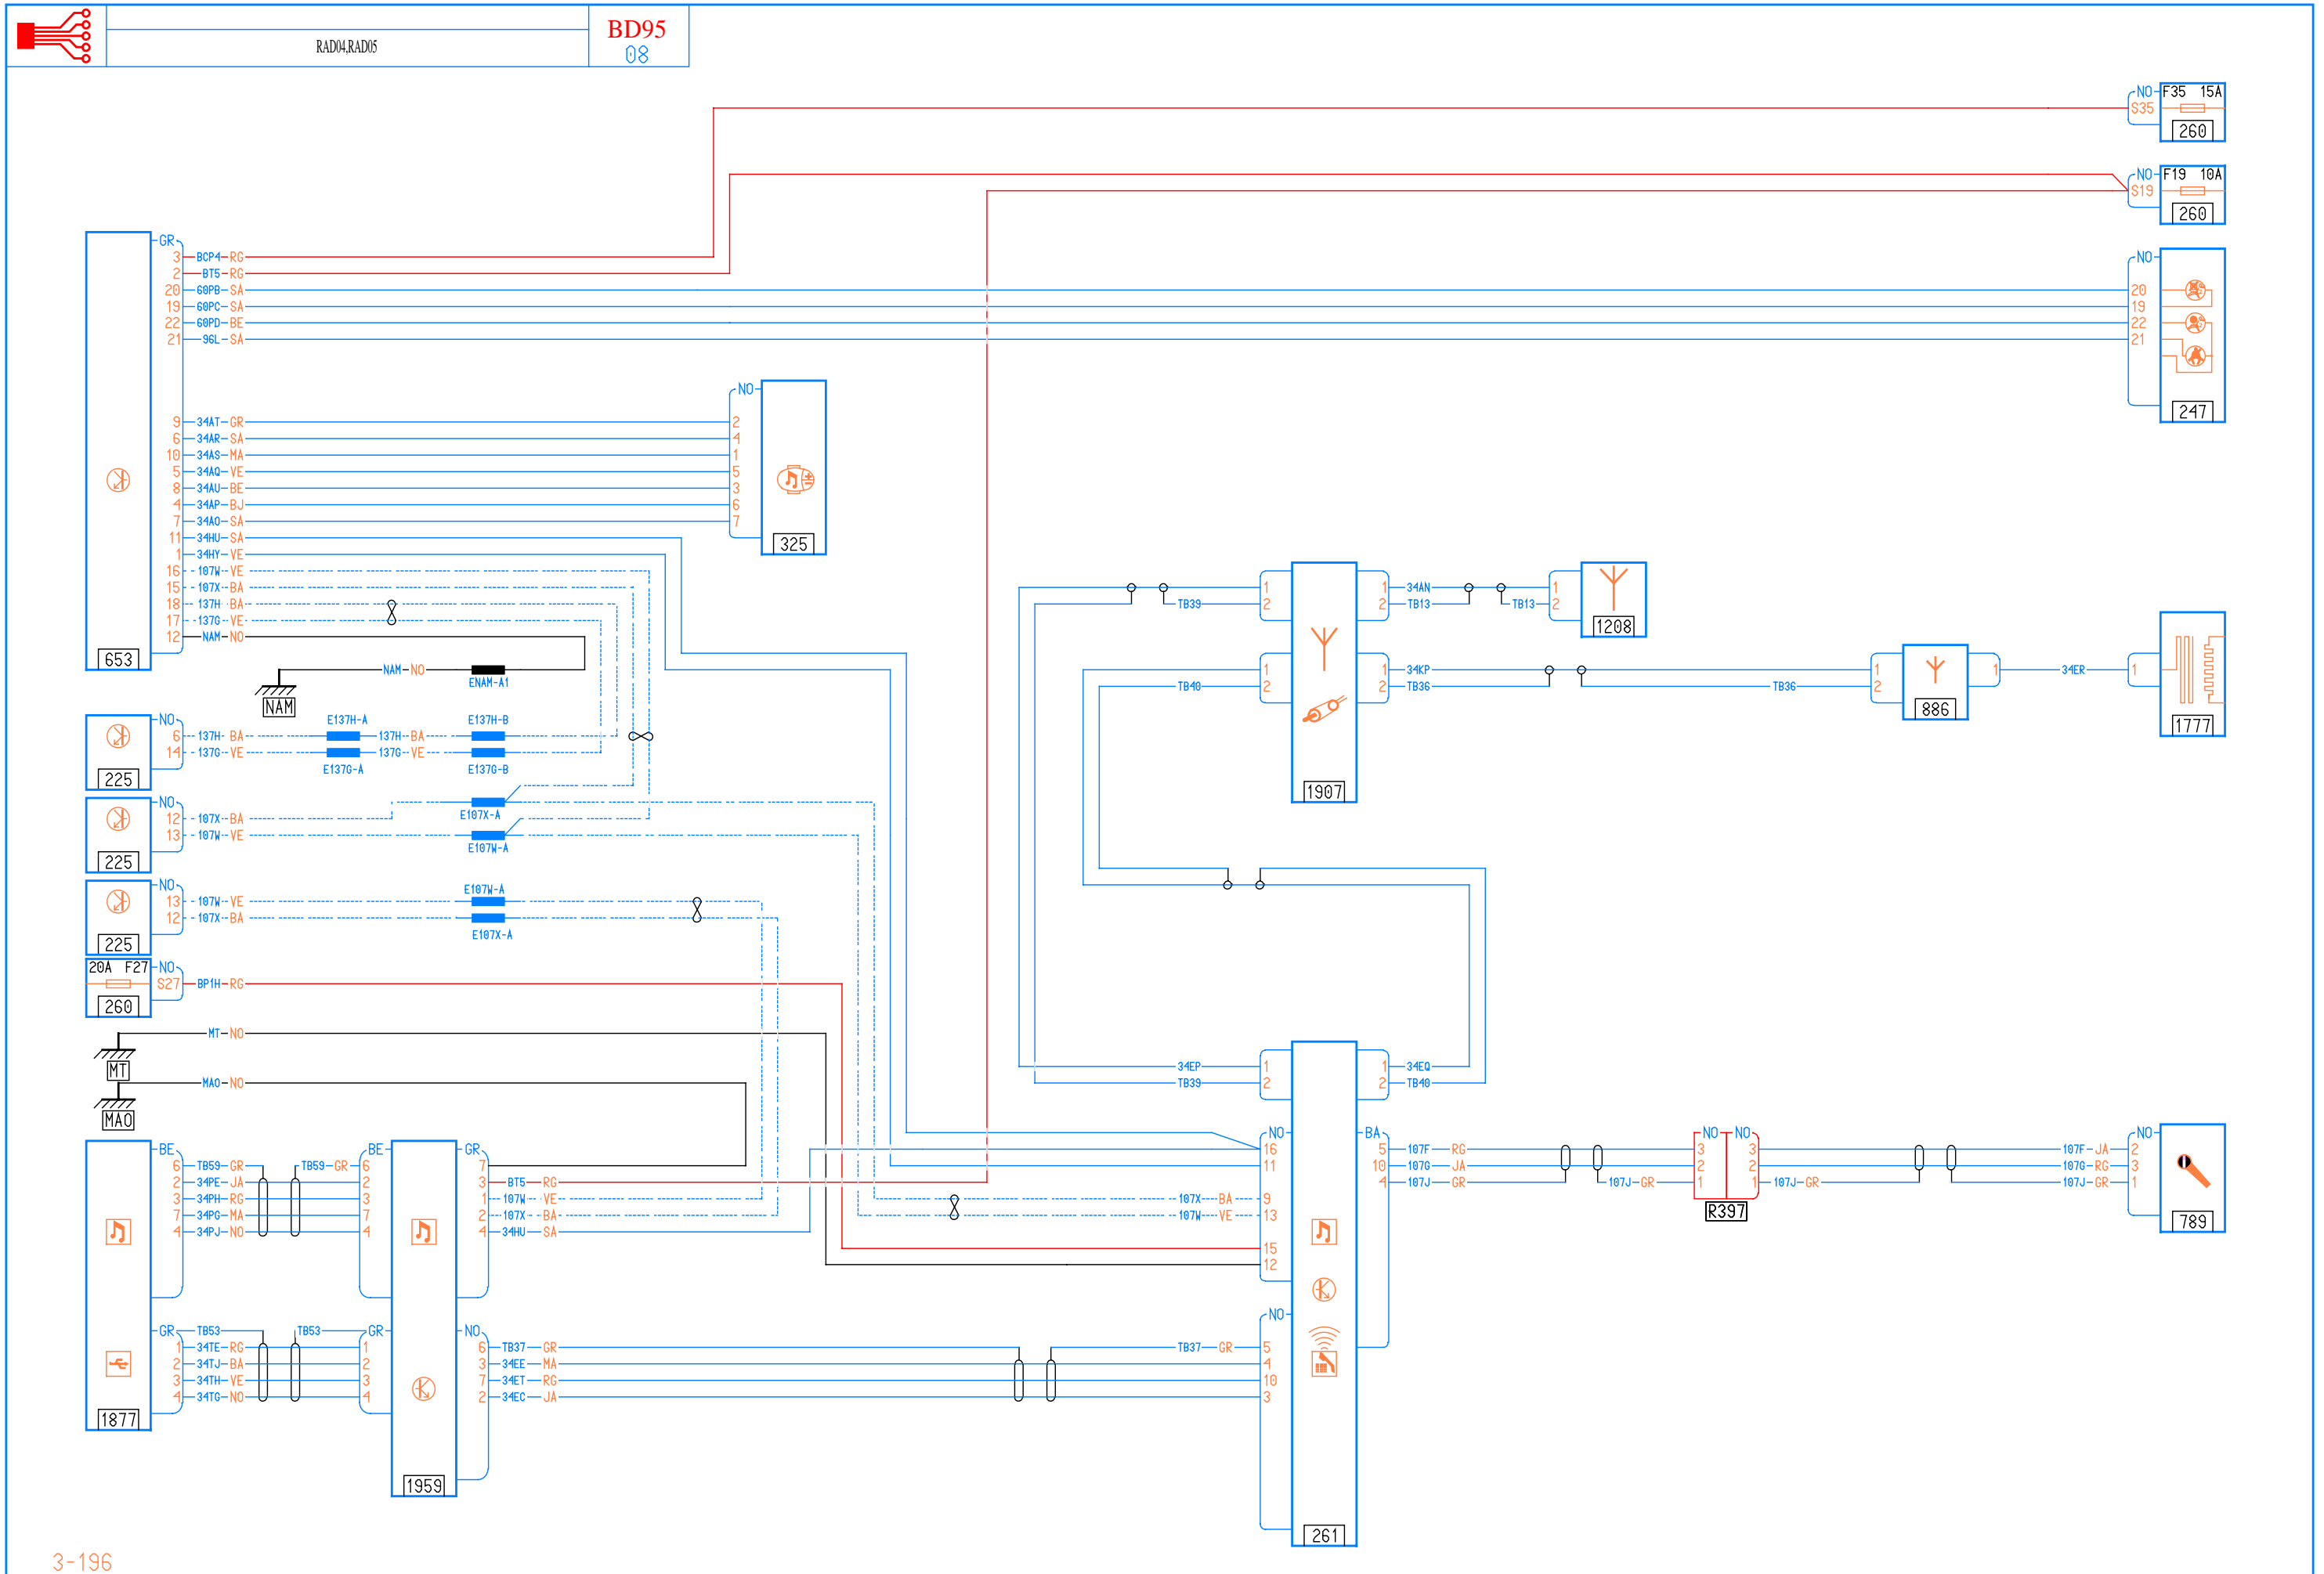 BD95
RAD04,RAD05
08
NO F35 15A
S35
260
NO F19 10A
S19
260
GR
3 BCP4 RG
2 BT5 RG
20 60PB SA
19 60PC SA
22 60PD BE
21 96L SA
NO
20
19
22
21
247
9 34AT GR
6 34AR SA
10 34AS MA
5 34AQ VE
8 34AU BE
4 34AP BJ
7 34AO SA
11 34HU SA
1 34HY VE
16 107W VE
15 107X BA
18 137H BA
17 137G VE
12 NAM NO
653
NO
2
4
1
5
3
6
7
325
NAM NO
ENAM-A1
NAM
1
2 TB39
1 34AN
2 TB13
TB13
1
2
1208
1
2 TB40
1 34KP
2 TB36
TB36
1907
1
2
1
886
34ER
1
1777
NO
6 137H BA
14 137G VE
225
E137H-A
137H BA
137G VE
E137G-A
E137H-B
E137G-B
NO
12 107X BA
13 107W VE
225
E107X-A
E107W-A
NO
13 107W VE
12 107X BA
225
E107W-A
E107X-A
20A F27 NO
S27 BP1H RG
260
MT NO
MT
MAO NO
MAO
34EP 1
TB39 2
1 34EQ
2 TB40
BE
6 TB59 GR
2 34PE JA
3 34PH RG
7 34PG MA
4 34PJ NO
TB59 GR
BE
6
2
3
7
4
GR
7
3 BT5 RG
1 107W VE
2 107X BA
4 34HU SA
NO
16
11
107X BA 9
107W VE 13
15
12
BA
5 107F RG
10 107G JA
4 107J GR
107J GR
NO NO
3 3
2 2
1 1
R397
107J GR
NO
107F JA 2
107G RG 3
107J GR 1
789
GR TB53
1 34TE RG
2 34TJ BA
3 34TH VE
4 34TG NO
1877
TB53 GR
1
2
3
4
NO
6 TB37 GR
3 34EE MA
7 34ET RG
2 34EC JA
1959
NO
TB37 GR 5
4
10
3
261
3-196